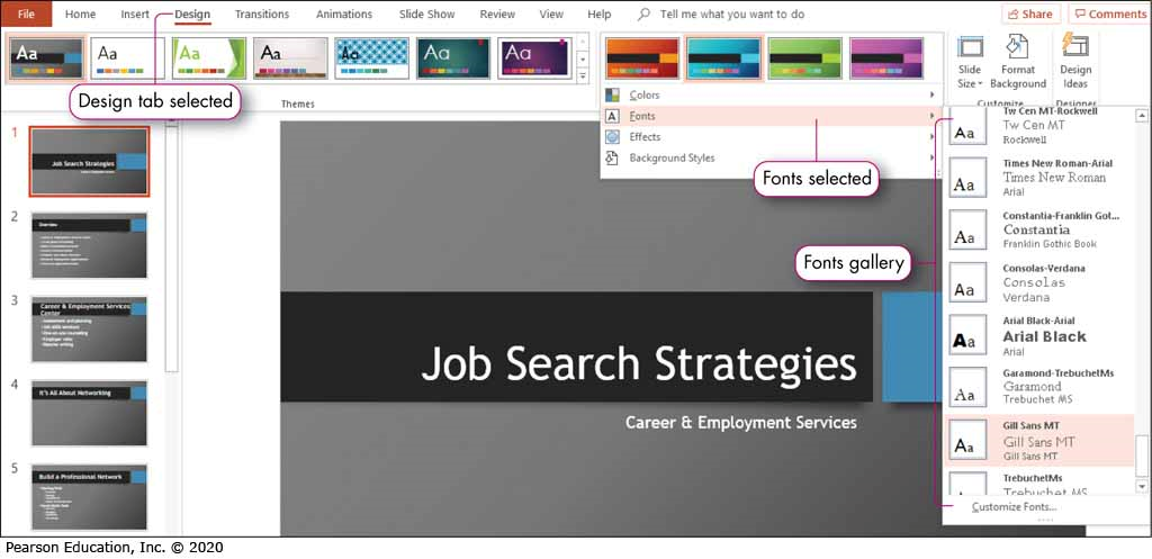 File Home Insert Design Transitions Animations Slide Show Review View Help Tell me what you want to do Share Comments
Aa Aa Aa Aa Aa Aa Aa
Slide Size Format Background Design Ideas
Customize Designer
Design tab selected
Themes
Colors
Fonts
Effects
Background Styles
Fonts selected
Fonts gallery
1
Job Search Strategies
2
Overview
3
Career & Employment Services
Center
4
It's All About Networking
5
Build a Professional Network
Job Search Strategies
Career & Employment Services
Tw Cen MT-Rockwell
Aa Tw Cen MT
Rockwell
Times New Roman-Arial
Aa Times New Roman
Arial
Constantia-Franklin Got...
Aa Constantia
Franklin Gothic Book
Consolas-Verdana
Aa Consolas
Verdana
Arial Black-Arial
Aa Arial Black
Arial
Garamond-TrebuchetMs
Aa Garamond
Trebuchet MS
Gill Sans MT
Aa Gill Sans MT
Gill Sans MT
TrebuchetMs
Aa Trebuchet MS
Customize Fonts...
Pearson Education, Inc. © 2020